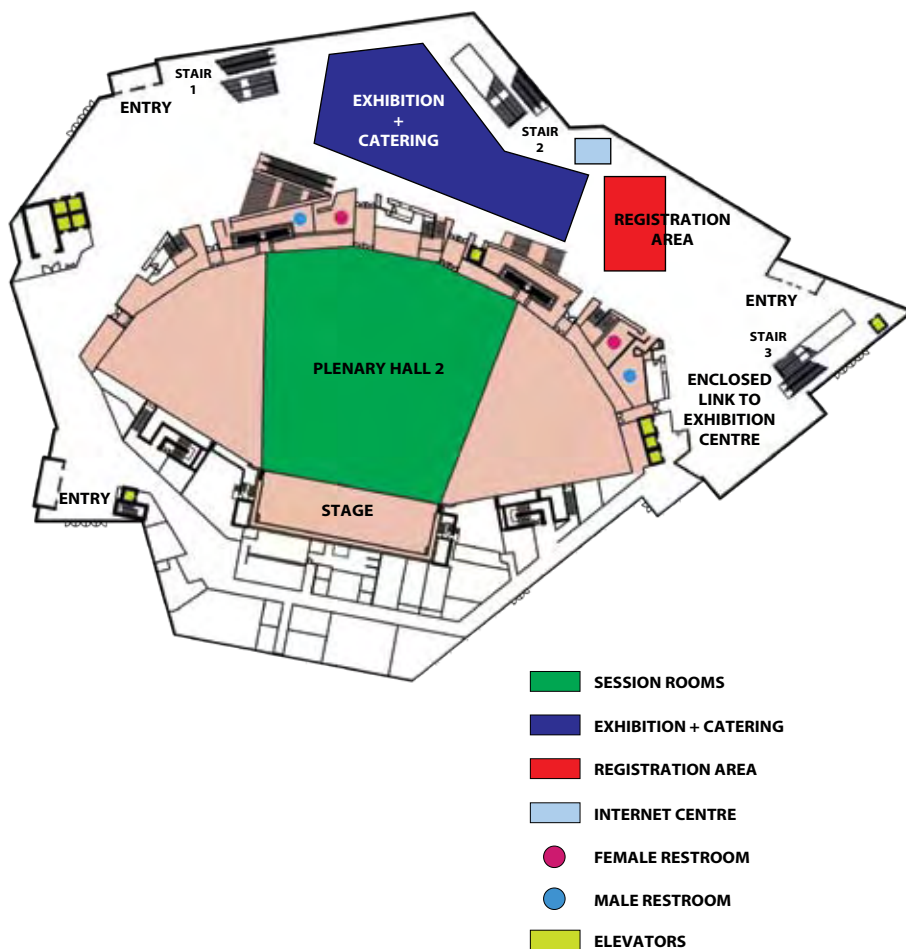 STAIR
1
ENTRY
EXHIBITION
+
CATERING
STAIR
2
REGISTRATION
AREA
ENTRY
STAIR
3
ENCLOSED
LINK TO
EXHIBITION
CENTRE
PLENARY HALL 2
ENTRY
STAGE
SESSION ROOMS
EXHIBITION + CATERING
REGISTRATION AREA
INTERNET CENTRE
FEMALE RESTROOM
MALE RESTROOM
ELEVATORS